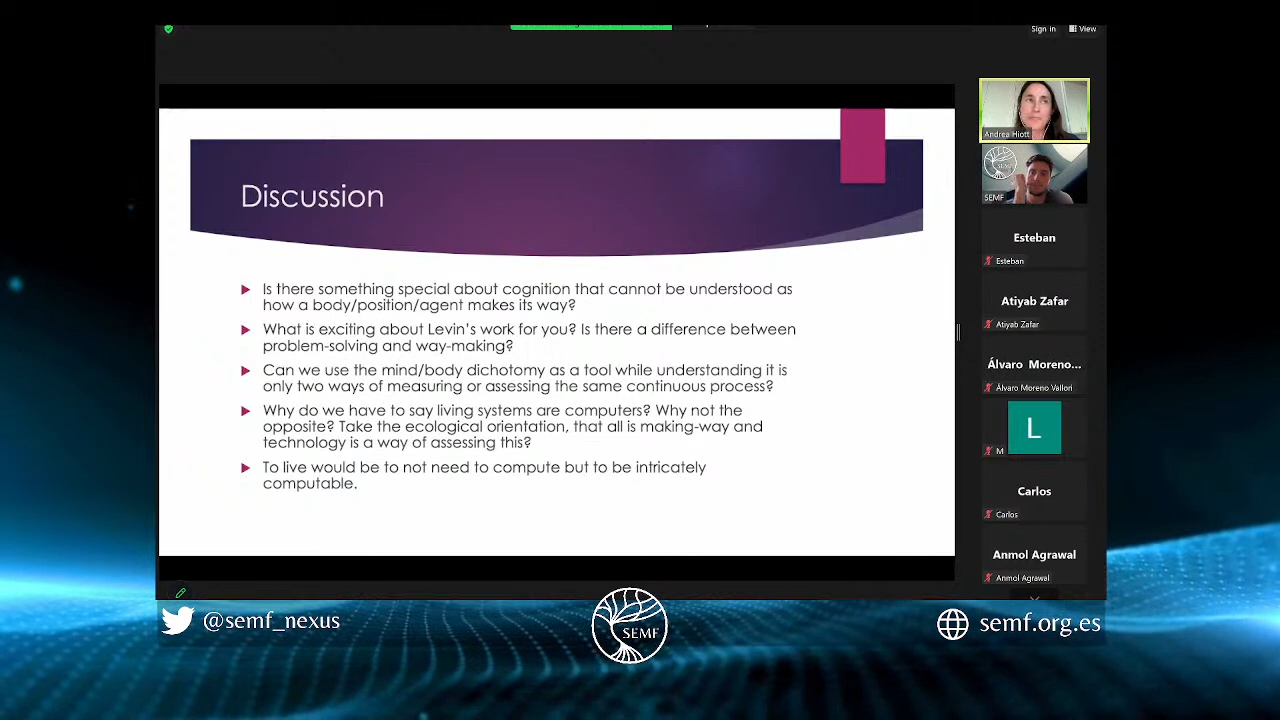 Sign in
View
Discussion
Is there something special about cognition that cannot be understood as
how a body/position/agent makes its way?
What is exciting about Levin's work for you? Is there a difference between
problem-solving and way-making?
Can we use the mind/body dichotomy as a tool while understanding it is
only two ways of measuring or assessing the same continuous process?
Why do we have to say living systems are computers? Why not the
opposite? Take the ecological orientation, that all is making-way and
technology is a way of assessing this?
To live would be to not need to compute but to be intricately
computable.
Andrea Hiott
SEMF
SEMF
Esteban
Esteban
Atiyab Zafar
Atiyab Zafar
Álvaro Moreno...
Álvaro Moreno Vallori
L
M
Carlos
Carlos
Anmol Agrawal
Anmol Agrawal
@semf_nexus
SEMF
semf.org.es